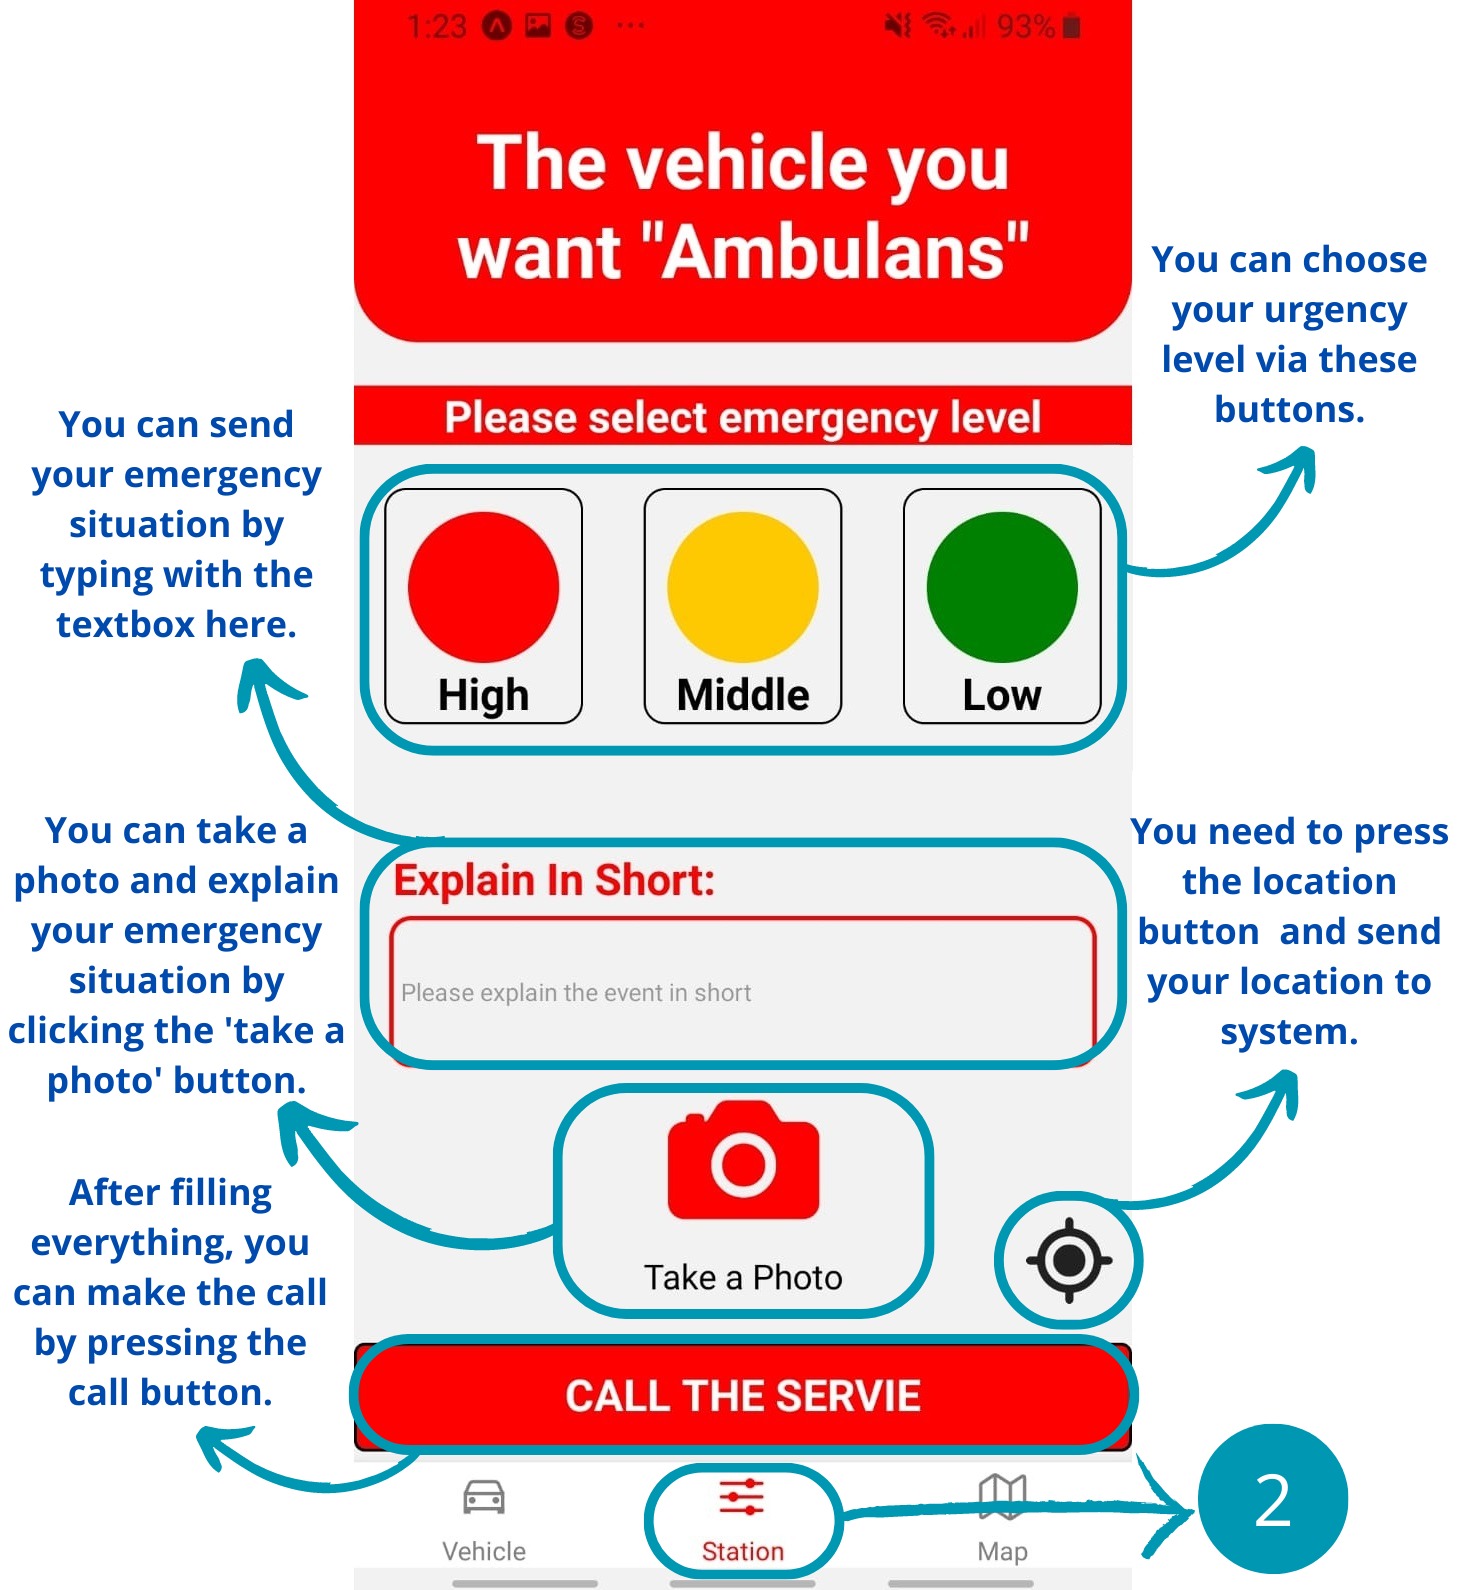 1:23 ... 93%
The vehicle you
want "Ambulans"
Please select emergency level
High
Middle
Low
Explain In Short:
Please explain the event in short
Take a Photo
CALL THE SERVIE
Vehicle
Station
Map
You can choose
your urgency
level via these
buttons.
You can send
your emergency
situation by
typing with the
textbox here.
You can take a
photo and explain
your emergency
situation by
clicking the 'take a
photo' button.
You need to press
the location
button  and send
your location to
system.
After filling
everything, you
can make the call
by pressing the
call button.
2